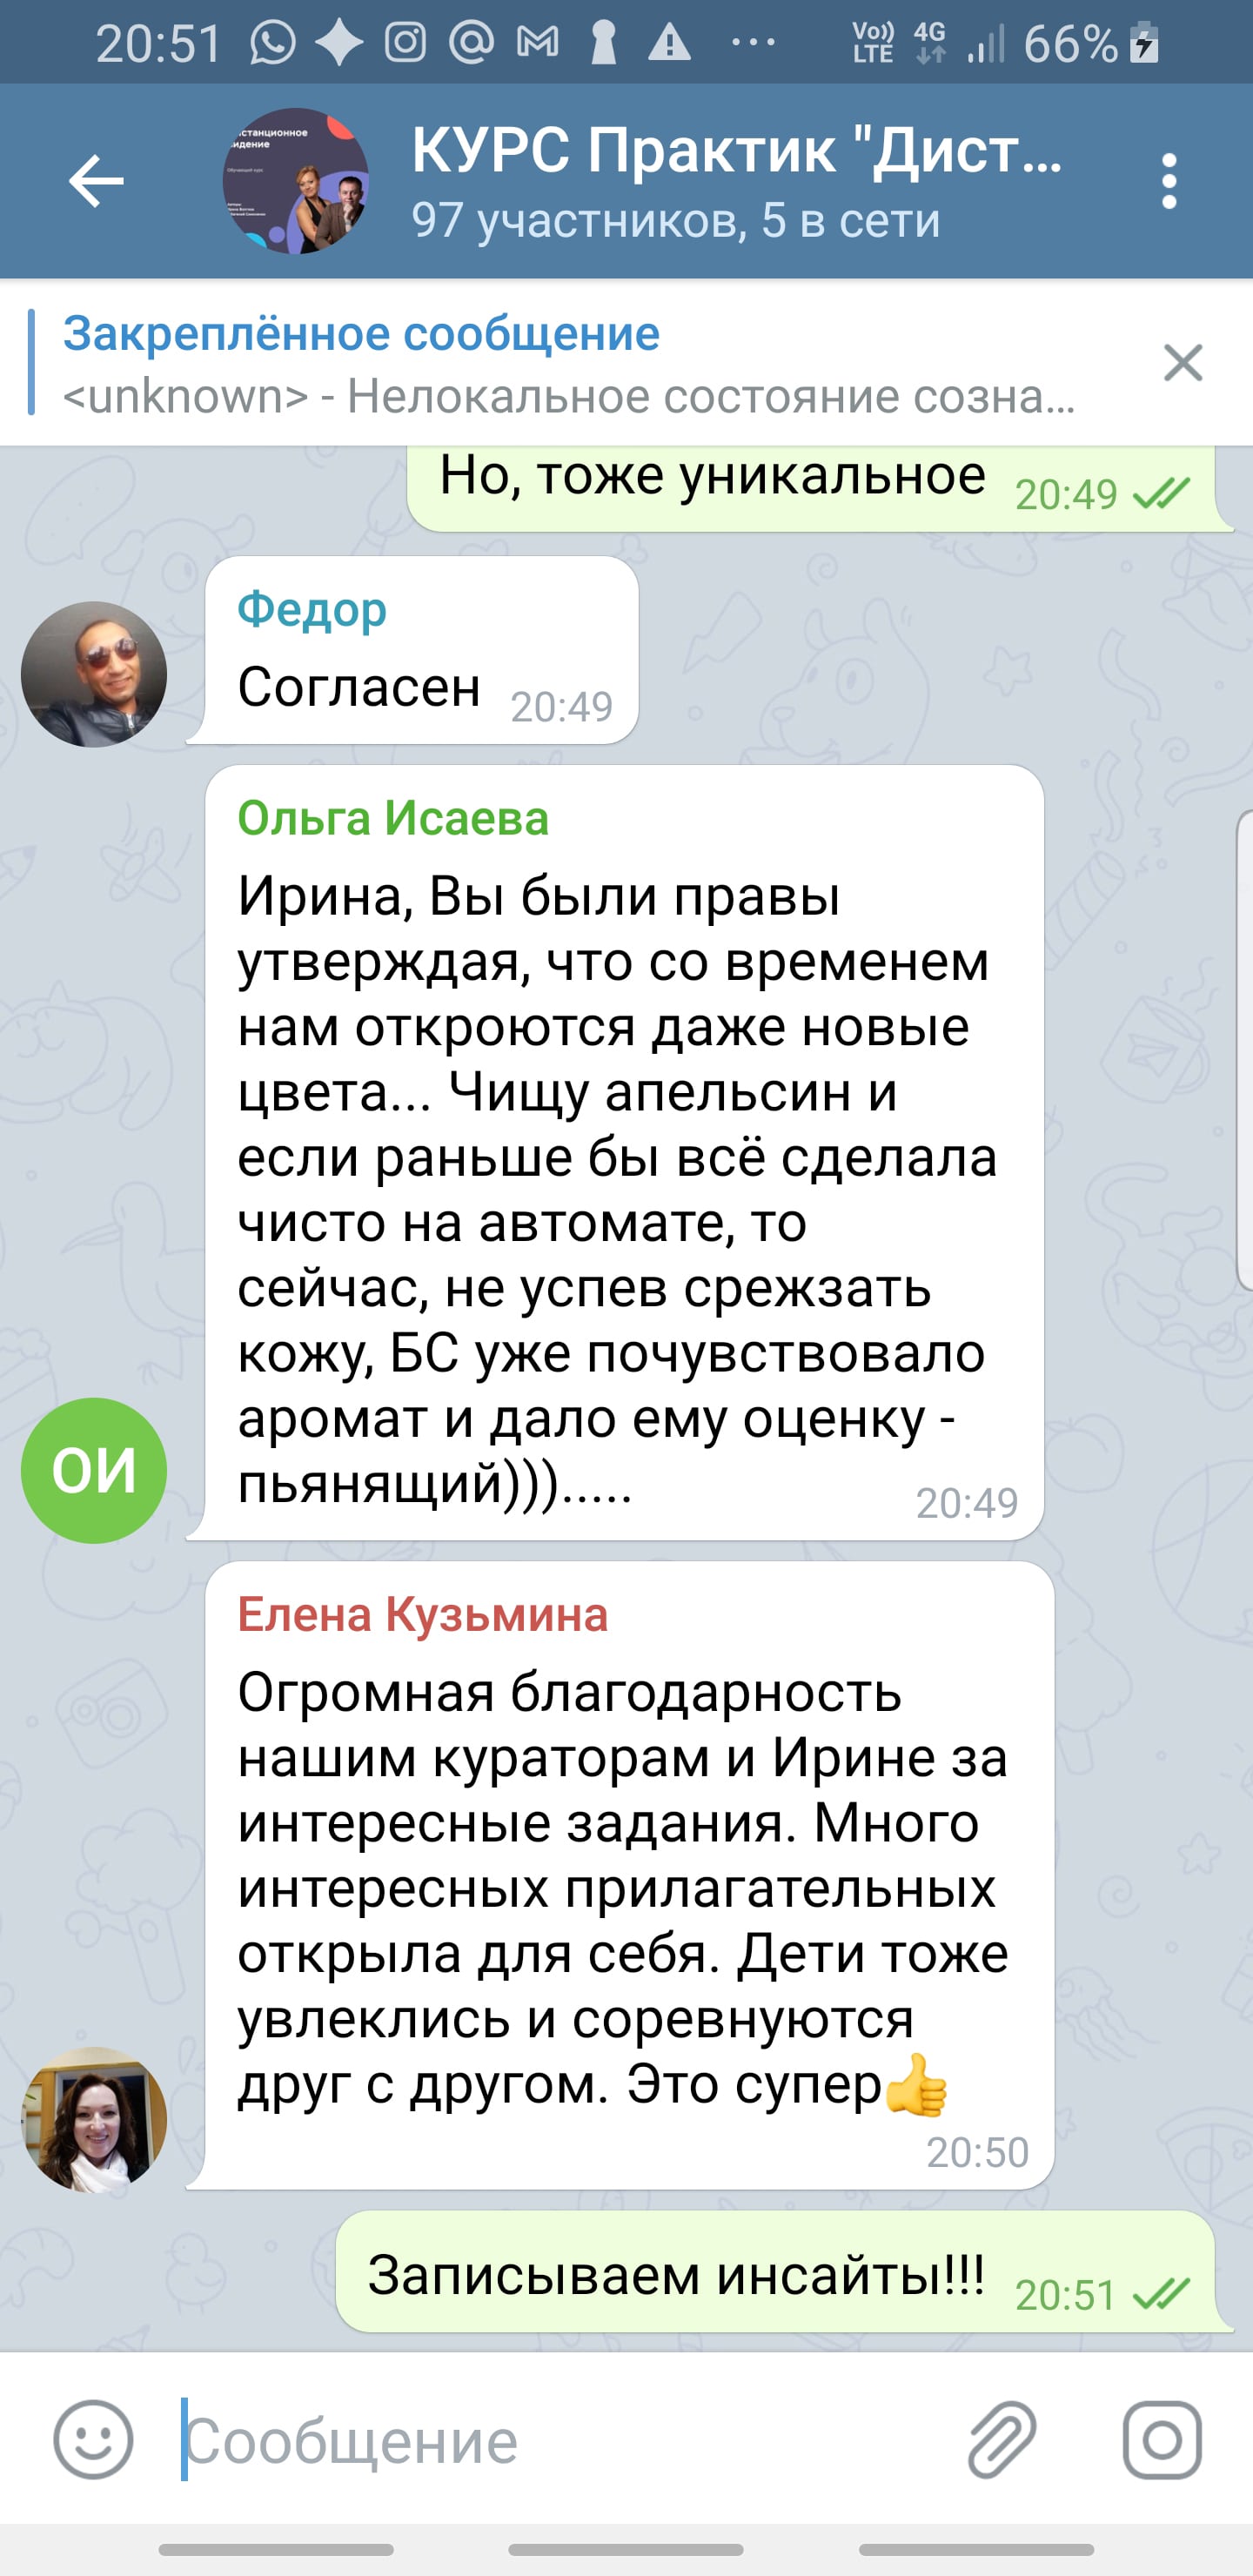 20:51
Vo)) LTE 4G 66%
КУРС Практик "Дист...
97 участников, 5 в сети
Закреплённое сообщение
<unknown> - Нелокальное состояние созна...
Но, тоже уникальное 20:49
Федор
Согласен 20:49
Ольга Исаева
Ирина, Вы были правы
утверждая, что со временем
нам откроются даже новые
цвета... Чищу апельсин и
если раньше бы всё сделала
чисто на автомате, то
сейчас, не успев срежзать
кожу, БС уже почувствовало
аромат и дало ему оценку -
пьянящий))).....
20:49
ОИ
Елена Кузьмина
Огромная благодарность
нашим кураторам и Ирине за
интересные задания. Много
интересных прилагательных
открыла для себя. Дети тоже
увлеклись и соревнуются
друг с другом. Это супер👍
20:50
Записываем инсайты!!! 20:51
Сообщение